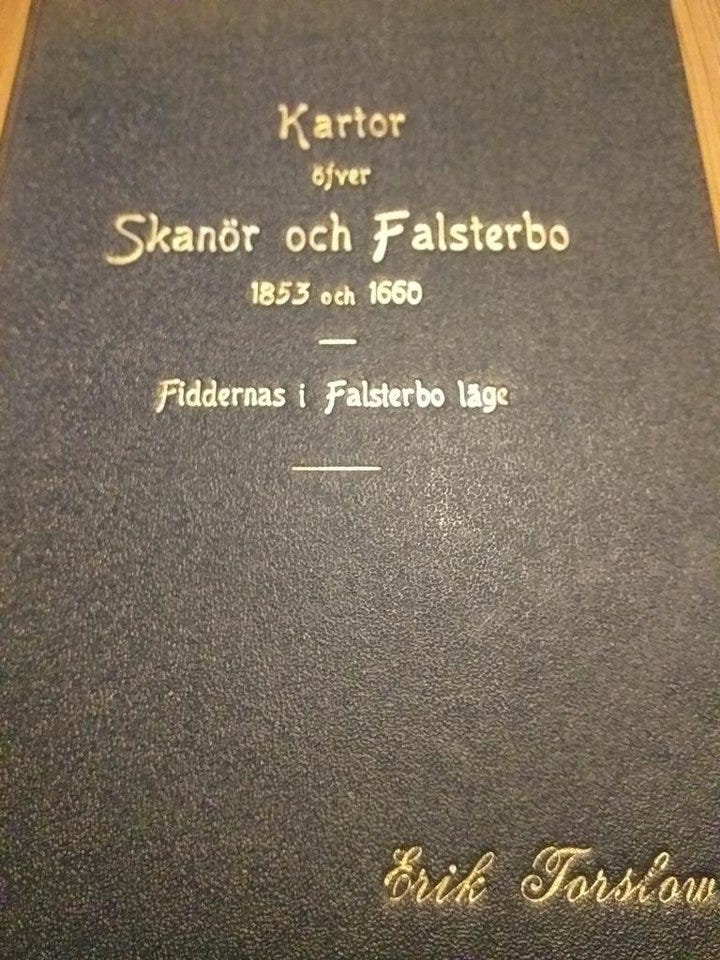 Kartor
öfver
Skanör och Falsterbo
1853 och 1660
Fiddernas i Falsterbo läge
Erik Torslow